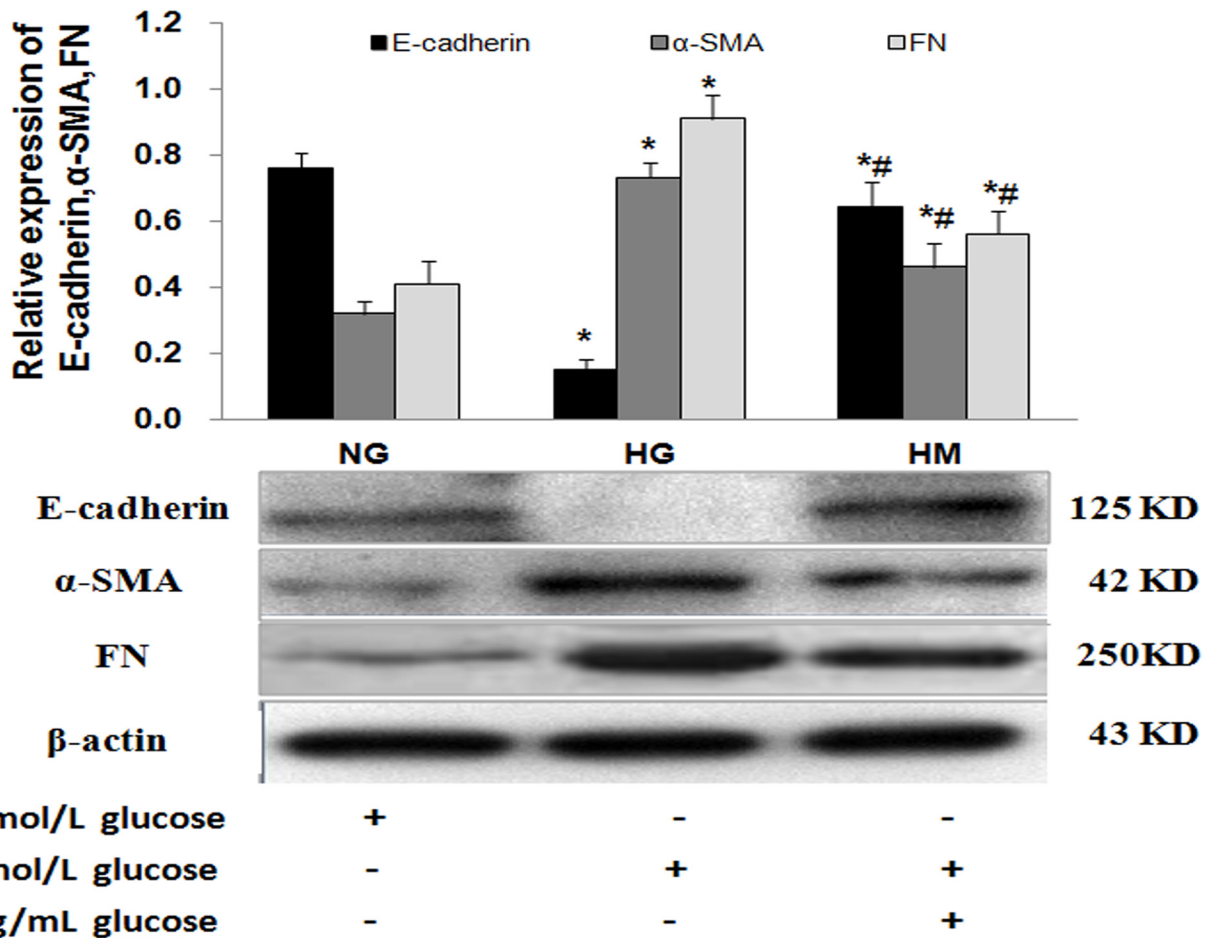 Relative expression of
E-cadherin,α-SMA,FN
1.2
1.0
0.8
0.6
0.4
0.2
0.0
E-cadherin α-SMA FN
* * *
*# *# *#
NG HG HM
E-cadherin 125 KD
α-SMA 42 KD
FN 250KD
β-actin 43 KD
mol/L glucose + - -
mol/L glucose - + +
g/mL glucose - - +